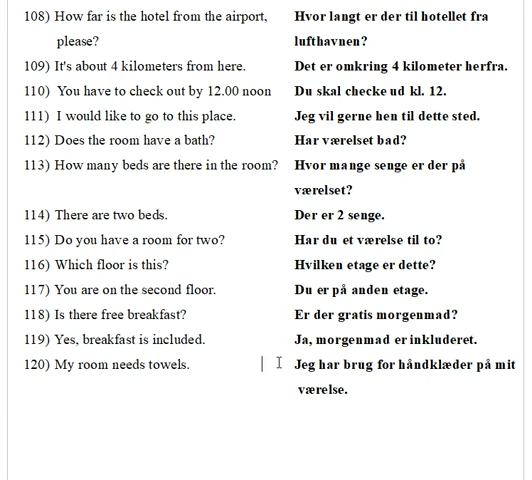 108) How far is the hotel from the airport, Hvor langt er der til hotellet fra
please? lufthavnen?
109) It's about 4 kilometers from here. Det er omkring 4 kilometer herfra.
110) You have to check out by 12.00 noon Du skal checke ud kl. 12.
111) I would like to go to this place. Jeg vil gerne hen til dette sted.
112) Does the room have a bath? Har værelset bad?
113) How many beds are there in the room? Hvor mange senge er der på
værelset?
114) There are two beds. Der er 2 senge.
115) Do you have a room for two? Har du et værelse til to?
116) Which floor is this? Hvilken etage er dette?
117) You are on the second floor. Du er på anden etage.
118) Is there free breakfast? Er der gratis morgenmad?
119) Yes, breakfast is included. Ja, morgenmad er inkluderet.
120) My room needs towels. Jeg har brug for håndklæder på mit
værelse.